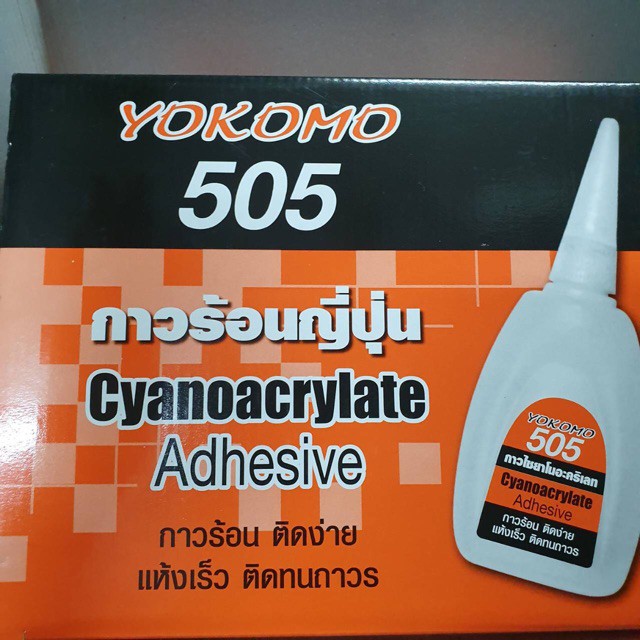 YOKOMO
505
กาวร้อนญี่ปุ่น
Cyanoacrylate
Adhesive
กาวร้อน ติดง่าย
แห้งเร็ว ติดทนถาวร
YOKOMO
505
กาวไซยาโนอะคริเลท
Cyanoacrylate
Adhesive
กาวร้อน ติดง่าย
แห้งเร็ว ติดทนถาวร